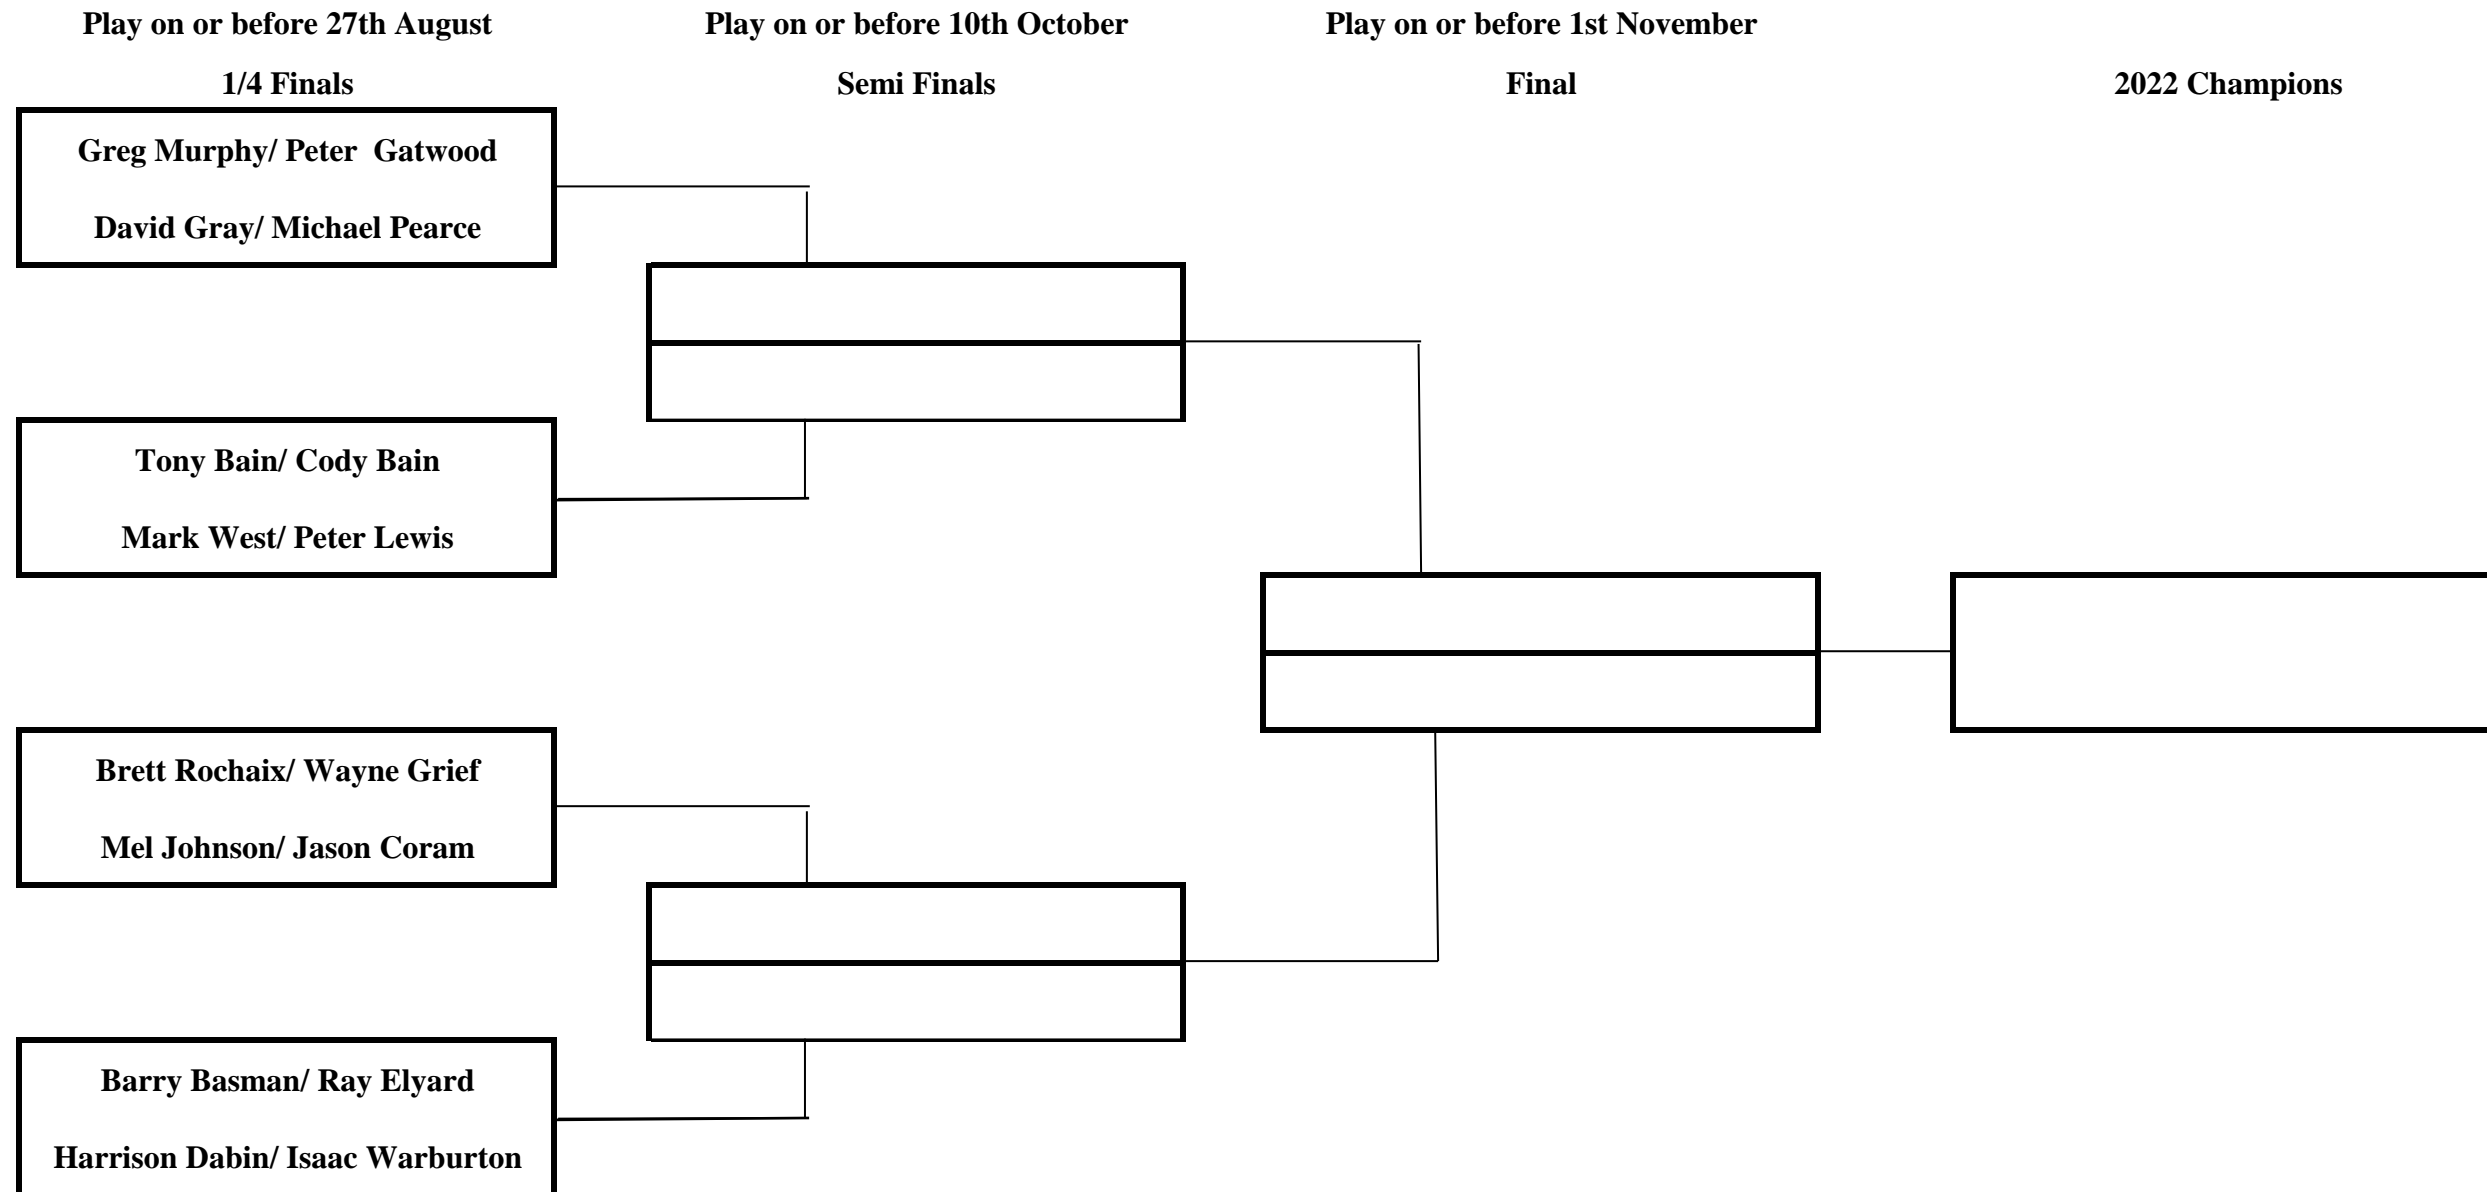 Play on or before 27th August
Play on or before 10th October
Play on or before 1st November
1/4 Finals
Semi Finals
Final
2022 Champions
Greg Murphy/ Peter  Gatwood
David Gray/ Michael Pearce
Tony Bain/ Cody Bain
Mark West/ Peter Lewis
Brett Rochaix/ Wayne Grief
Mel Johnson/ Jason Coram
Barry Basman/ Ray Elyard
Harrison Dabin/ Isaac Warburton